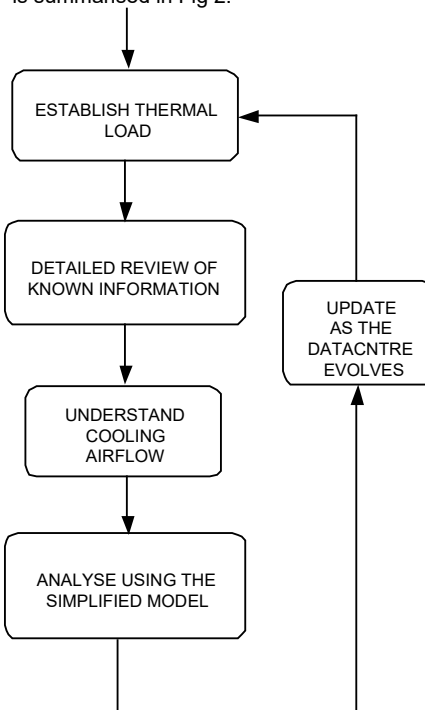 is summarised in Fig 2.
ESTABLISH THERMAL
LOAD
DETAILED REVIEW OF
KNOWN INFORMATION
UNDERSTAND
COOLING
AIRFLOW
ANALYSE USING THE
SIMPLIFIED MODEL
UPDATE
AS THE
DATACNTRE
EVOLVES